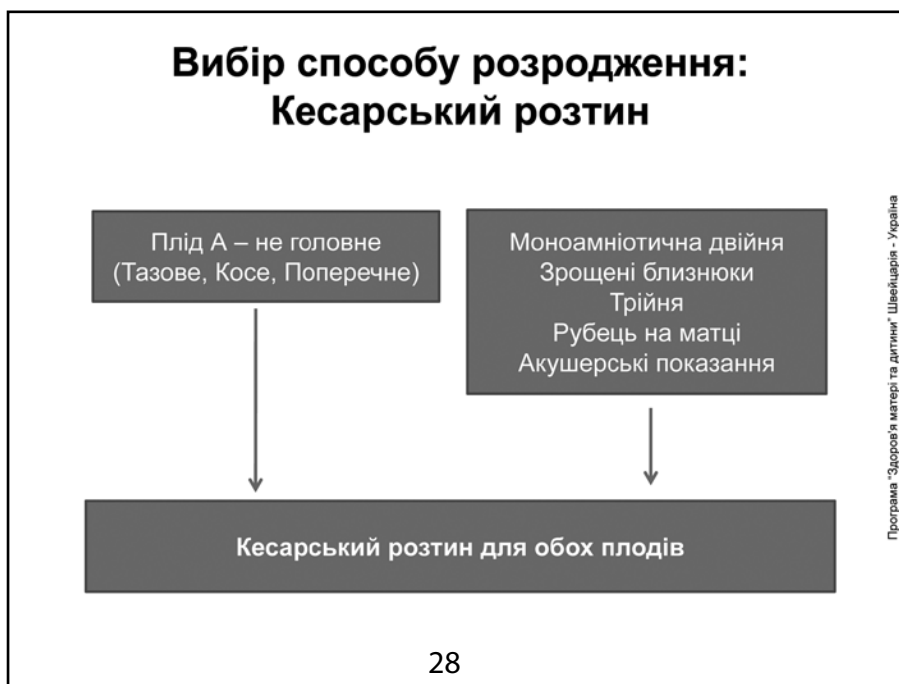 Вибір способу розродження:
Кесарський розтин
Плід А – не головне
(Тазове, Косе, Поперечне)
Моноамніотична двійня
Зрощені близнюки
Трійня
Рубець на матці
Акушерські показання
Кесарський розтин для обох плодів
Програма "Здоров'я матері та дитини" Швейцарія - Україна
28